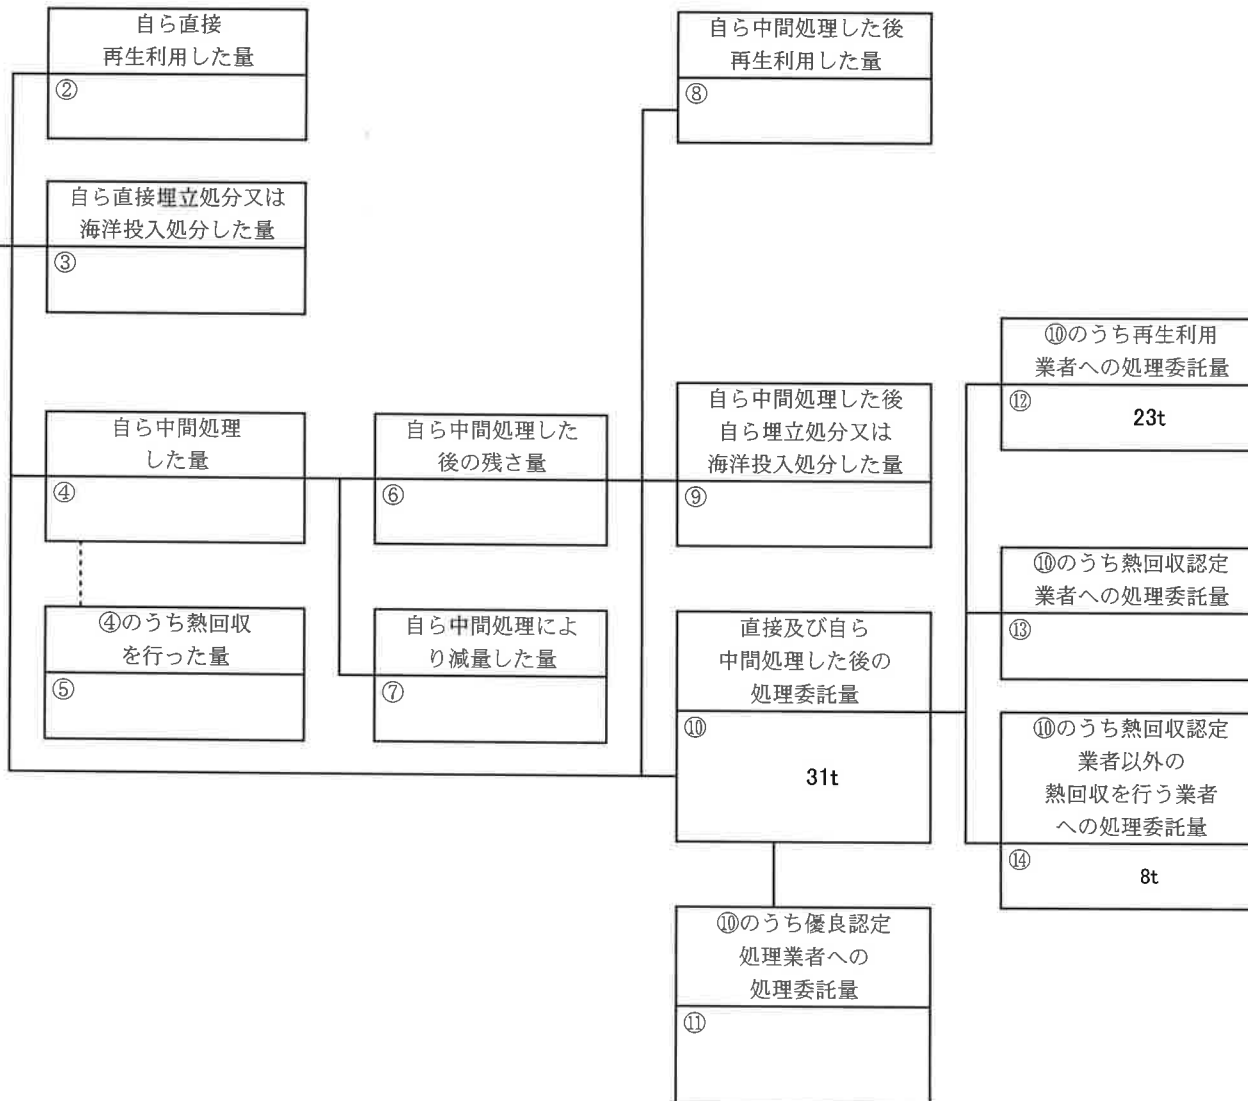 自ら直接
再生利用した量
②
自ら直接埋立処分又は
海洋投入処分した量
③
自ら中間処理
した量
④
④のうち熱回収
を行った量
⑤
自ら中間処理した
後の残さ量
⑥
自ら中間処理によ
り減量した量
⑦
自ら中間処理した後
再生利用した量
⑧
自ら中間処理した後
自ら埋立処分又は
海洋投入処分した量
⑨
直接及び自ら
中間処理した後の
処理委託量
⑩
31t
⑩のうち優良認定
処理業者への
処理委託量
⑪
⑩のうち再生利用
業者への処理委託量
⑫
23t
⑩のうち熱回収認定
業者への処理委託量
⑬
⑩のうち熱回収認定
業者以外の
熱回収を行う業者
への処理委託量
⑭
8t